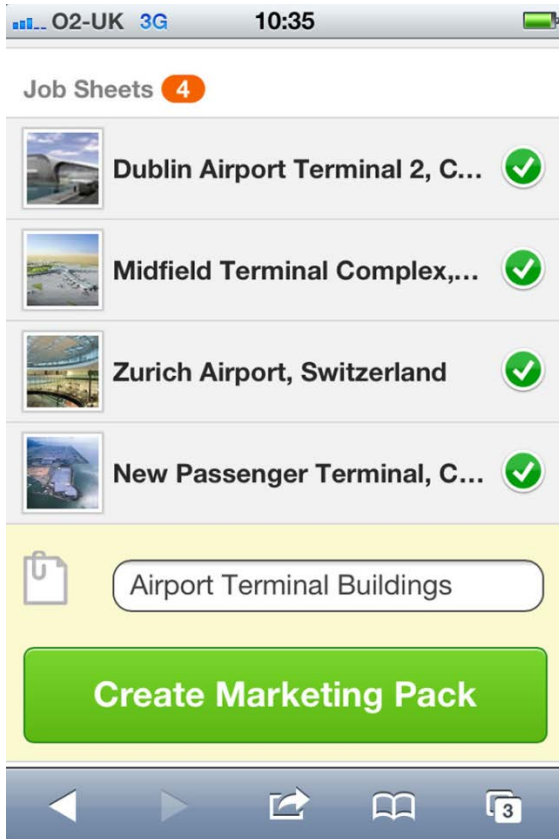 O2-UK 3G 10:35
Job Sheets 4
Dublin Airport Terminal 2, C...
Midfield Terminal Complex,...
Zurich Airport, Switzerland
New Passenger Terminal, C...
Airport Terminal Buildings
Create Marketing Pack
3